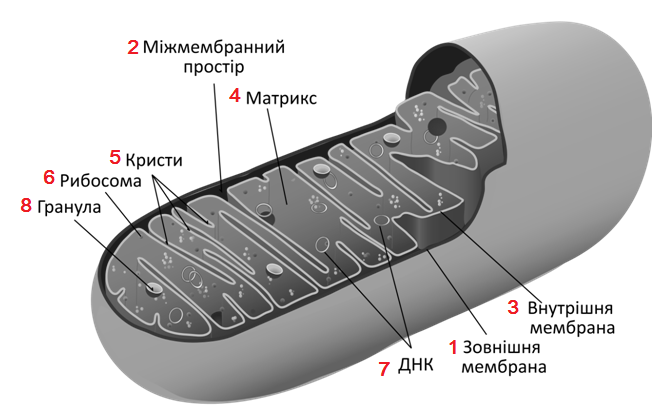 2 Міжмембранний
простір
4 Матрикс
5 Кристи
6 Рибосома
8 Гранула
3 Внутрішня
мембрана
1 Зовнішня
мембрана
7 ДНК